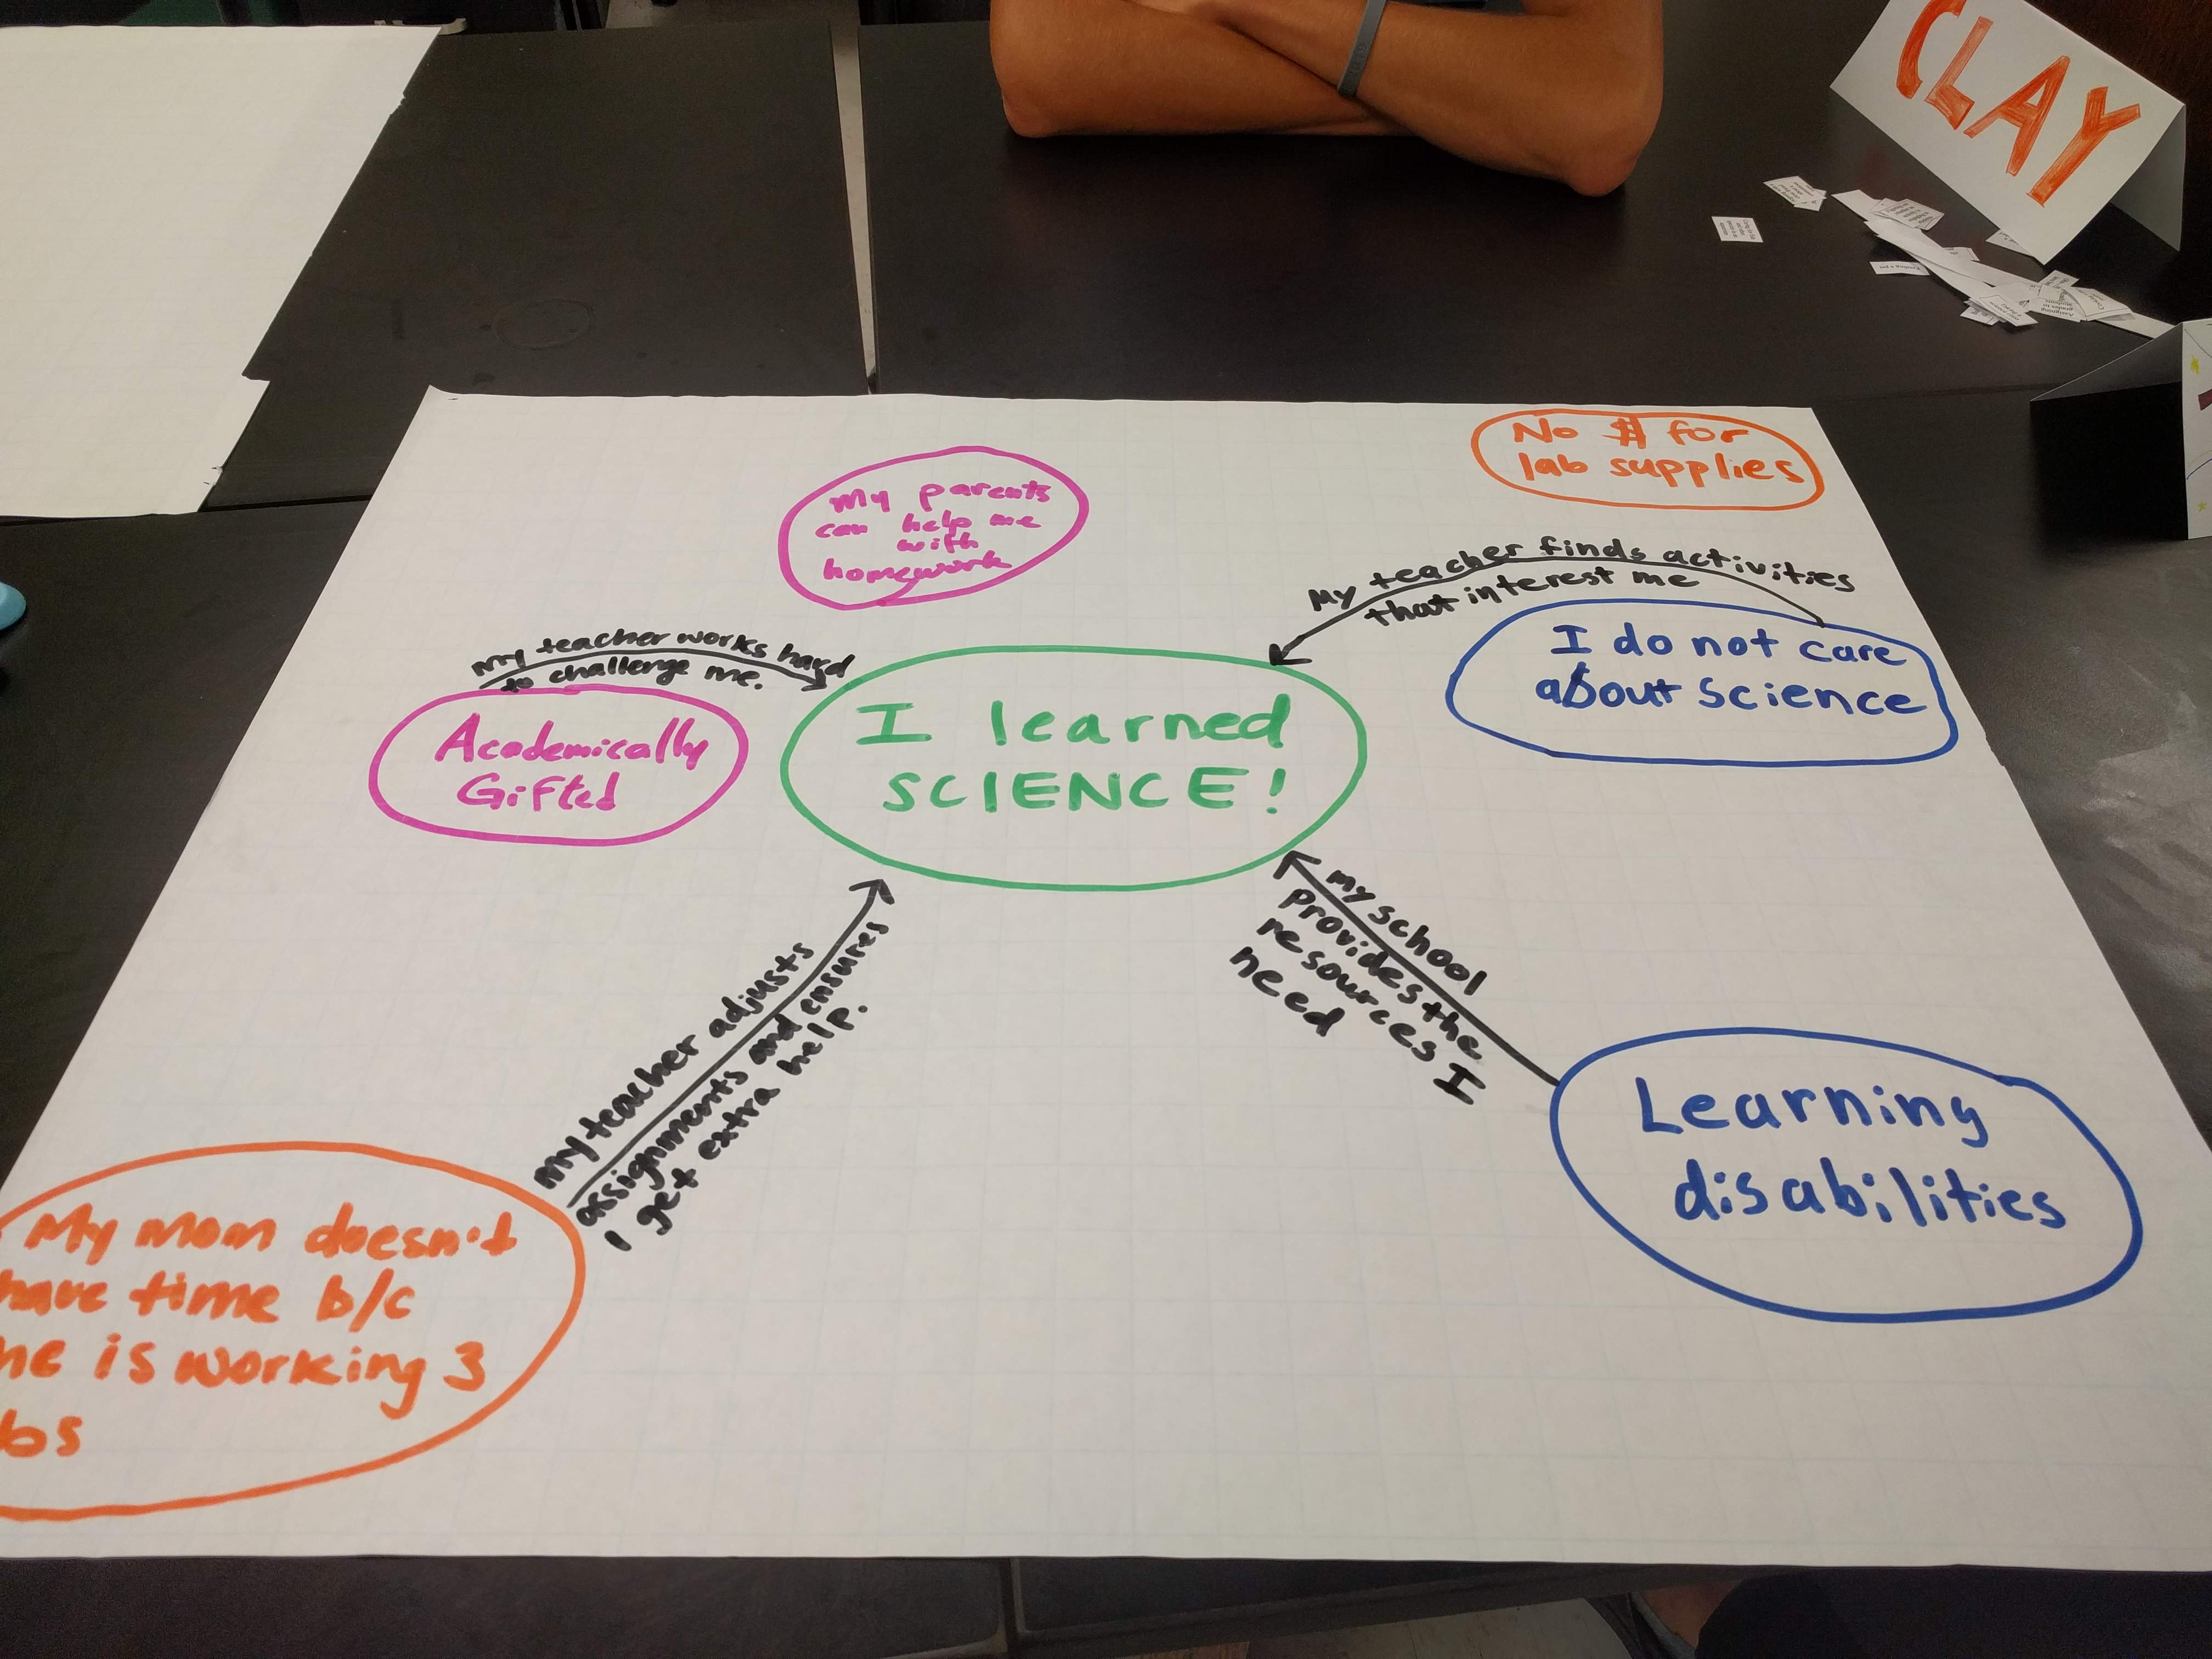 CLAY
No $ for
lab supplies
My parents
can help me
with
homework
My teacher finds activities
that interest me
I do not care
about science
My teacher works hard
to challenge me.
Academically
Gifted
I learned
SCIENCE!
My school
provides the
resources I
need
My teacher adjusts
assignments and ensures
I get extra help.
Learning
disabilities
My mom doesn't
have time b/c
he is working 3
bs